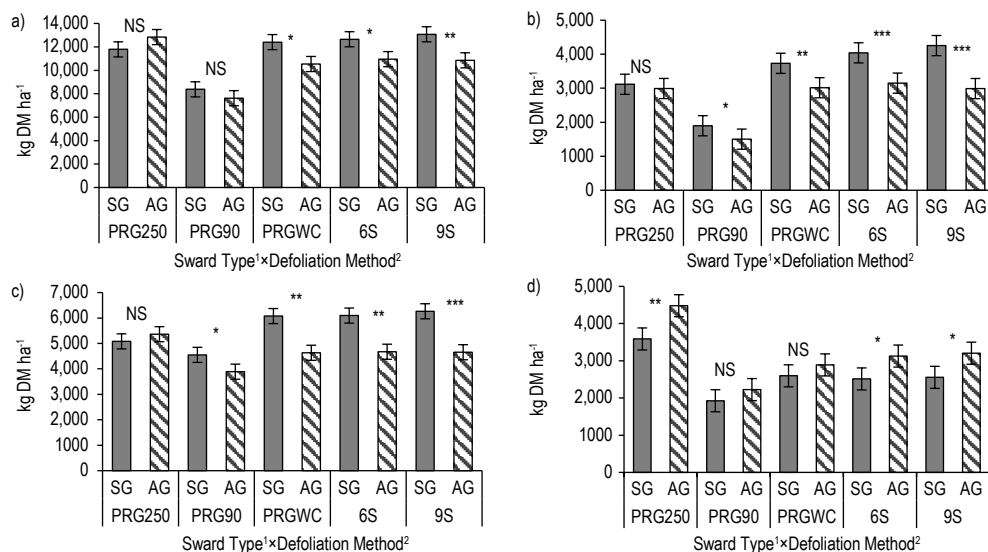 a)
14,000
12,000
10,000
8,000
6,000
4,000
2,000
0
kg DM ha-1
NS
NS
*
*
**
SG AG SG AG SG AG SG AG SG AG
PRG250 PRG90 PRGWC 6S 9S
Sward Type1×Defoliation Method2
b)
5,000
4,000
3,000
2,000
1000
0
kg DM ha-1
NS
*
**
***
***
SG AG SG AG SG AG SG AG SG AG
PRG250 PRG90 PRGWC 6S 9S
Sward Type1×Defoliation Method2
c)
7,000
6,000
5,000
4,000
3,000
2,000
1,000
0
kg DM ha-1
NS
*
**
**
***
SG AG SG AG SG AG SG AG SG AG
PRG250 PRG90 PRGWC 6S 9S
Sward Type1×Defoliation Method2
d)
5,000
4,000
3,000
2,000
1,000
0
kg DM ha-1
**
NS
NS
*
*
SG AG SG AG SG AG SG AG SG AG
PRG250 PRG90 PRGWC 6S 9S
Sward Type1×Defoliation Method2